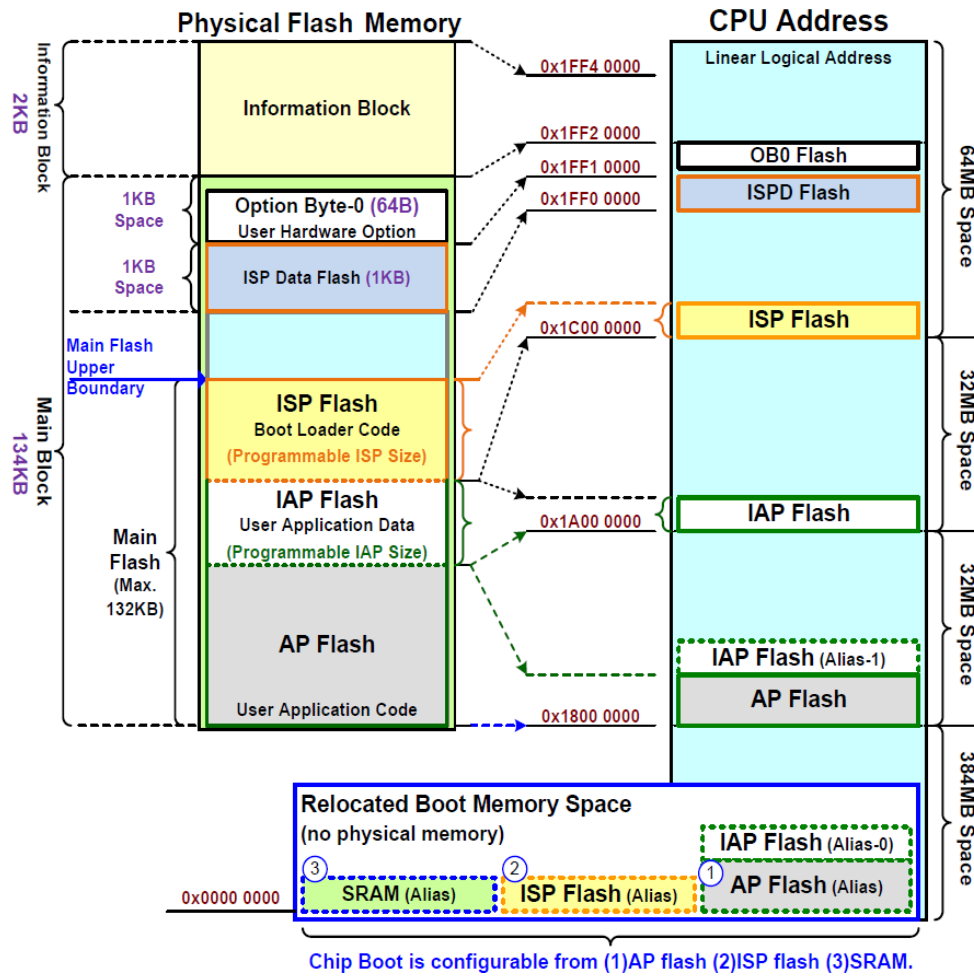 Physical Flash Memory
CPU Address
Information Block
2KB
Information Block
0x1FF4 0000
Linear Logical Address
0x1FF2 0000
OB0 Flash
1KB
Space
Option Byte-0 (64B)
User Hardware Option
0x1FF1 0000
ISPD Flash
0x1FF0 0000
64MB Space
1KB
Space
ISP Data Flash (1KB)
ISP Flash
0x1C00 0000
Main Flash
Upper
Boundary
ISP Flash
Boot Loader Code
(Programmable ISP Size)
32MB Space
Main Block
134KB
IAP Flash
User Application Data
(Programmable IAP Size)
IAP Flash
0x1A00 0000
Main
Flash
(Max.
132KB)
AP Flash
User Application Code
32MB Space
IAP Flash (Alias-1)
AP Flash
0x1800 0000
384MB Space
Relocated Boot Memory Space
(no physical memory)
IAP Flash (Alias-0)
3
SRAM (Alias)
2
ISP Flash (Alias)
1
AP Flash (Alias)
0x0000 0000
Chip Boot is configurable from (1)AP flash (2)ISP flash (3)SRAM.